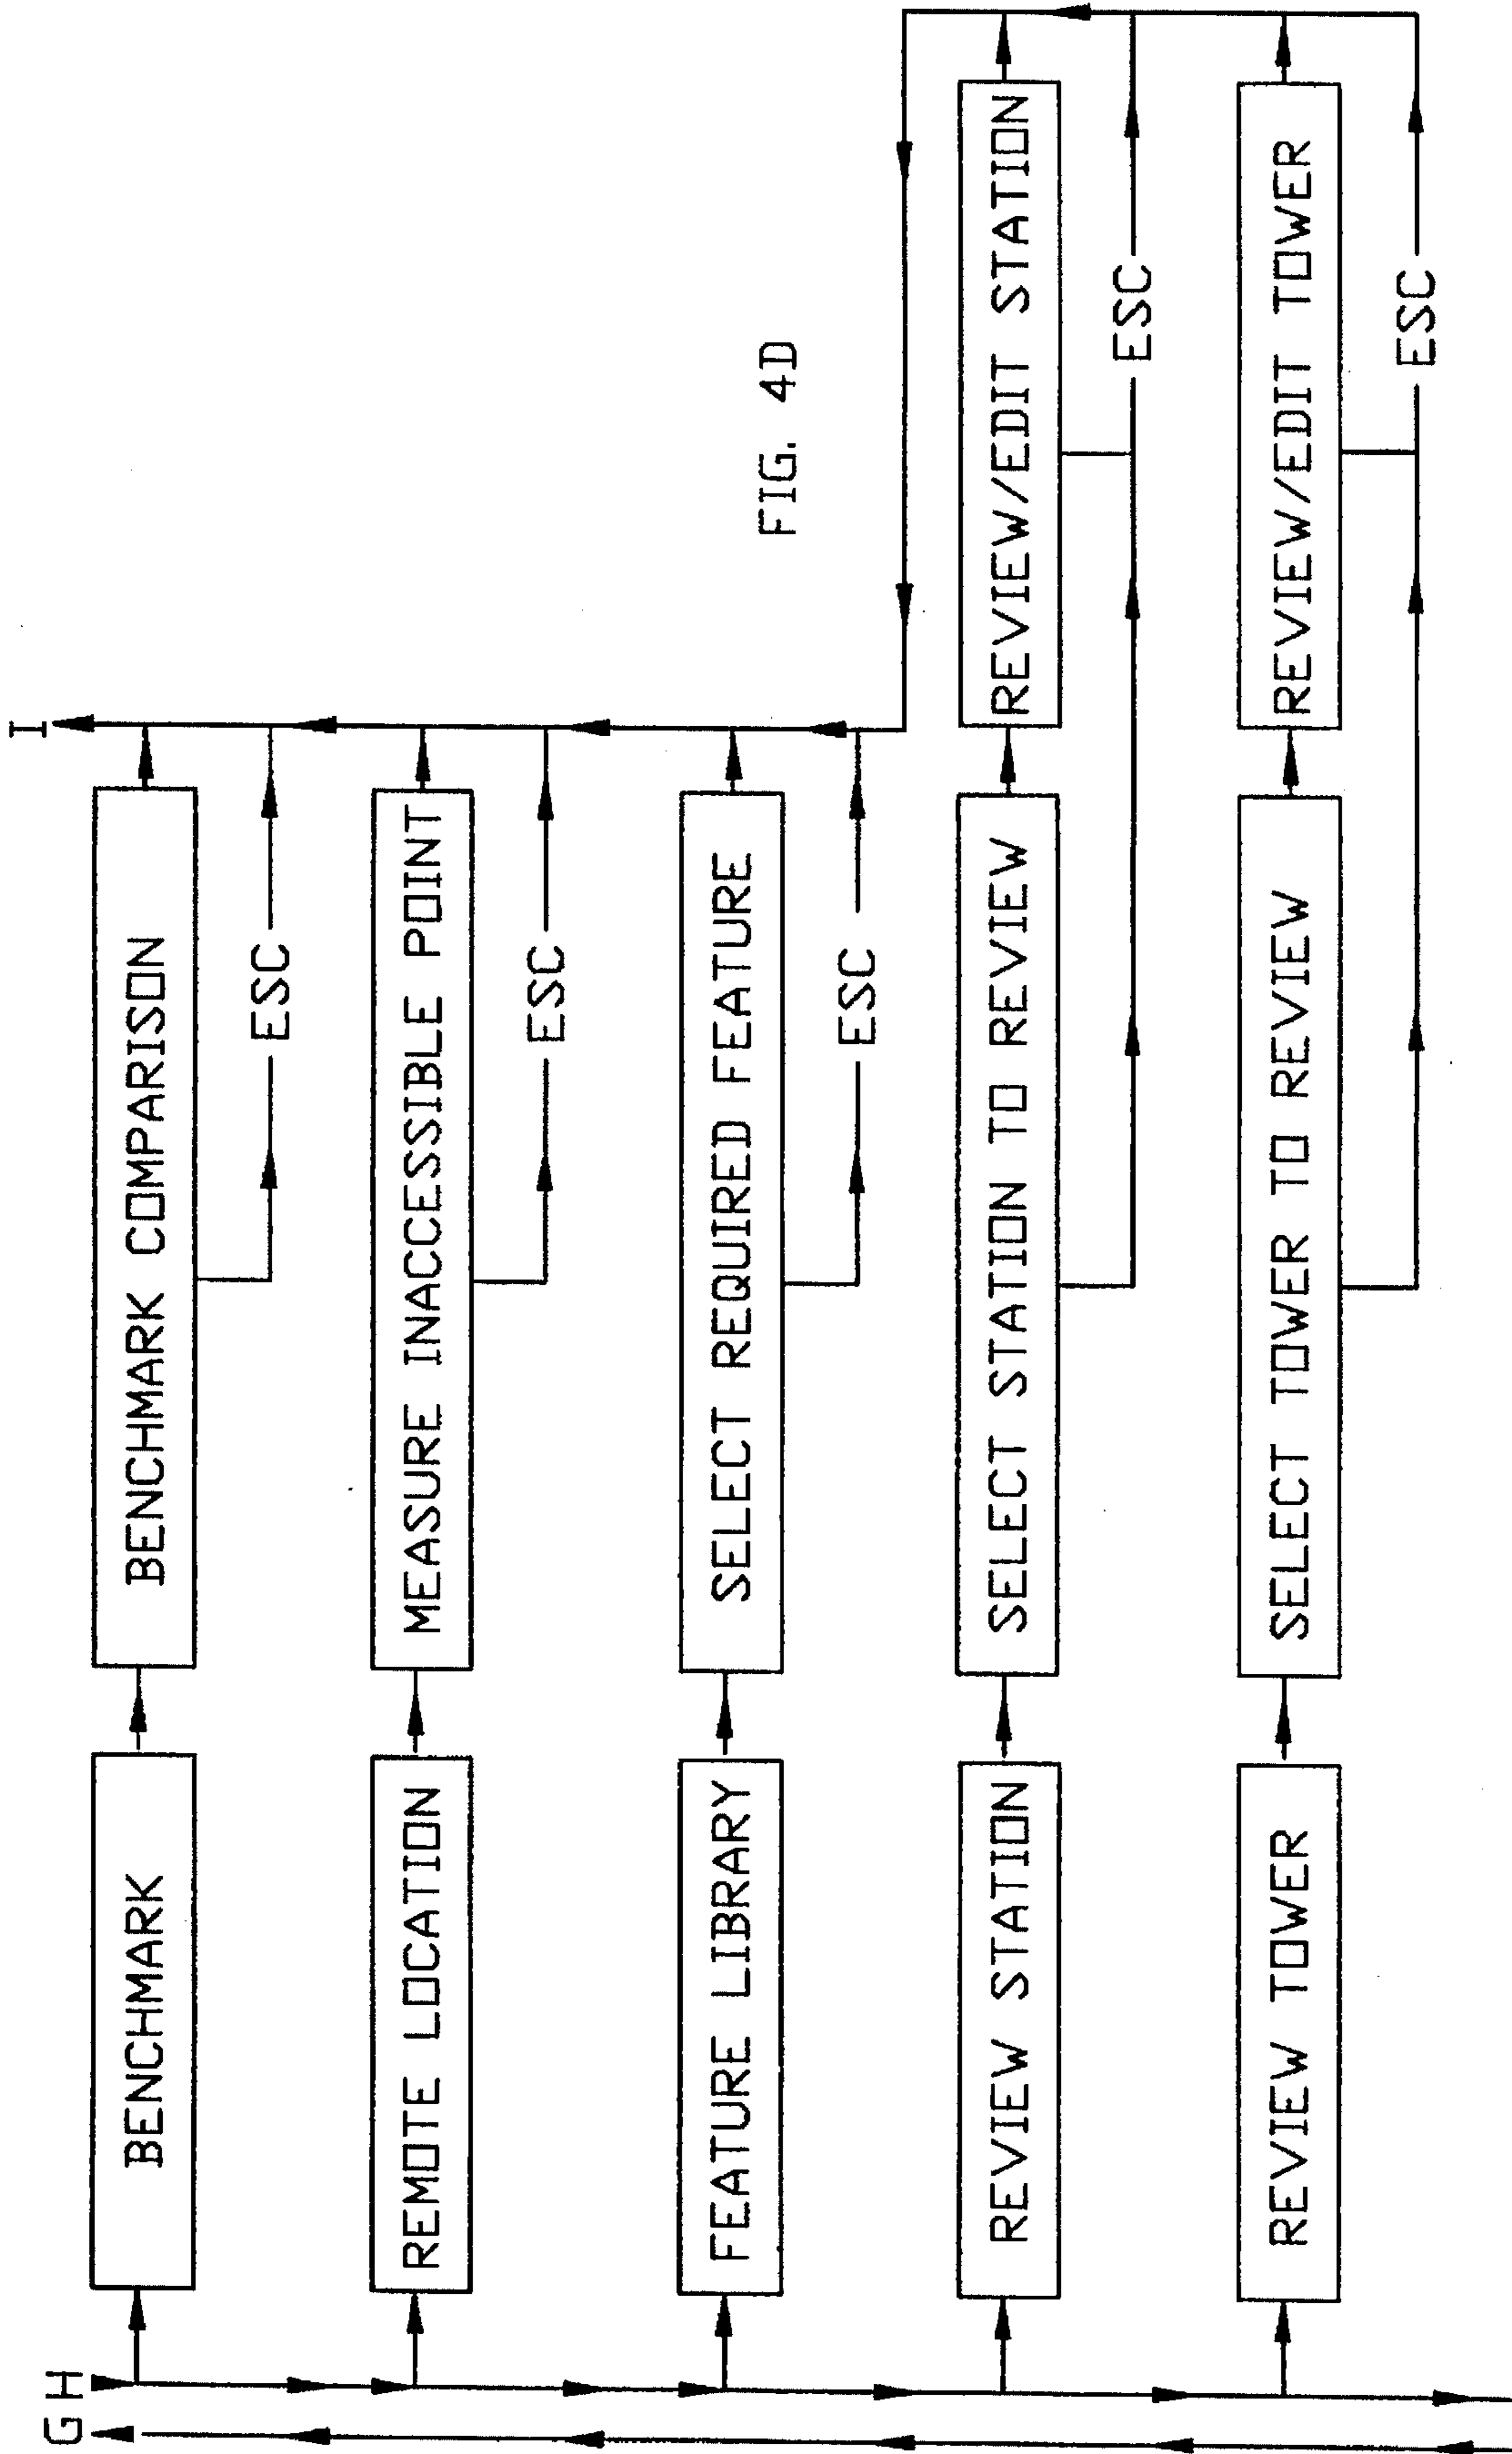 G H
I
BENCHMARK
BENCHMARK COMPARISON
ESC
REMOTE LOCATION
MEASURE INACCESSIBLE POINT
ESC
FEATURE LIBRARY
SELECT REQUIRED FEATURE
ESC
FIG. 4D
REVIEW STATION
SELECT STATION TO REVIEW
REVIEW/EDIT STATION
ESC
REVIEW TOWER
SELECT TOWER TO REVIEW
REVIEW/EDIT TOWER
ESC